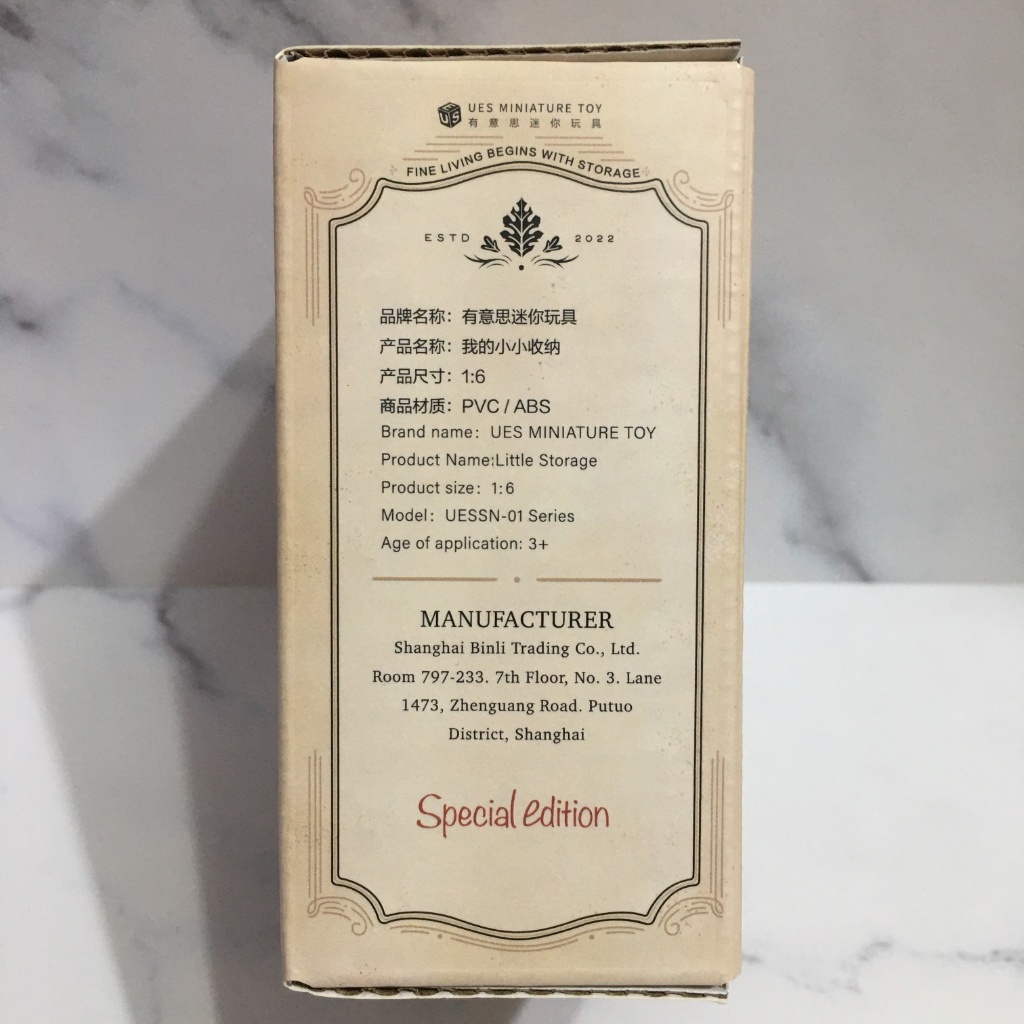 UES
UES MINIATURE TOY
有意思迷你玩具
FINE LIVING BEGINS WITH STORAGE
ESTD 2022
品牌名称：有意思迷你玩具
产品名称：我的小小收纳
产品尺寸：1:6
商品材质：PVC / ABS
Brand name：UES MINIATURE TOY
Product Name:Little Storage
Product size：1:6
Model：UESSN-01 Series
Age of application: 3+
MANUFACTURER
Shanghai Binli Trading Co., Ltd.
Room 797-233. 7th Floor, No. 3. Lane
1473, Zhenguang Road. Putuo
District, Shanghai
Special edition